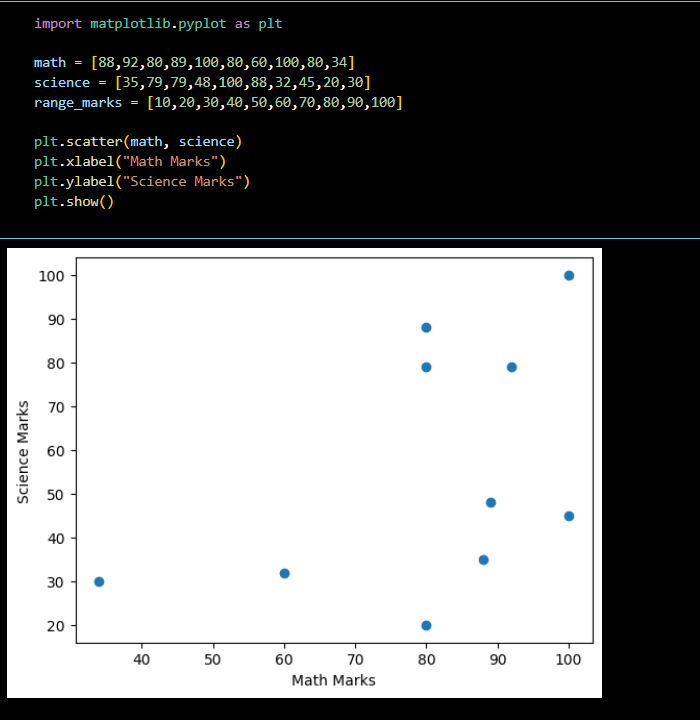 import matplotlib.pyplot as plt
math = [88,92,80,89,100,80,60,100,80,34]
science = [35,79,79,48,100,88,32,45,20,30]
range_marks = [10,20,30,40,50,60,70,80,90,100]
plt.scatter(math, science)
plt.xlabel("Math Marks")
plt.ylabel("Science Marks")
plt.show()
100
90
80
70
60
50
40
30
20
Science Marks
40 50 60 70 80 90 100
Math Marks